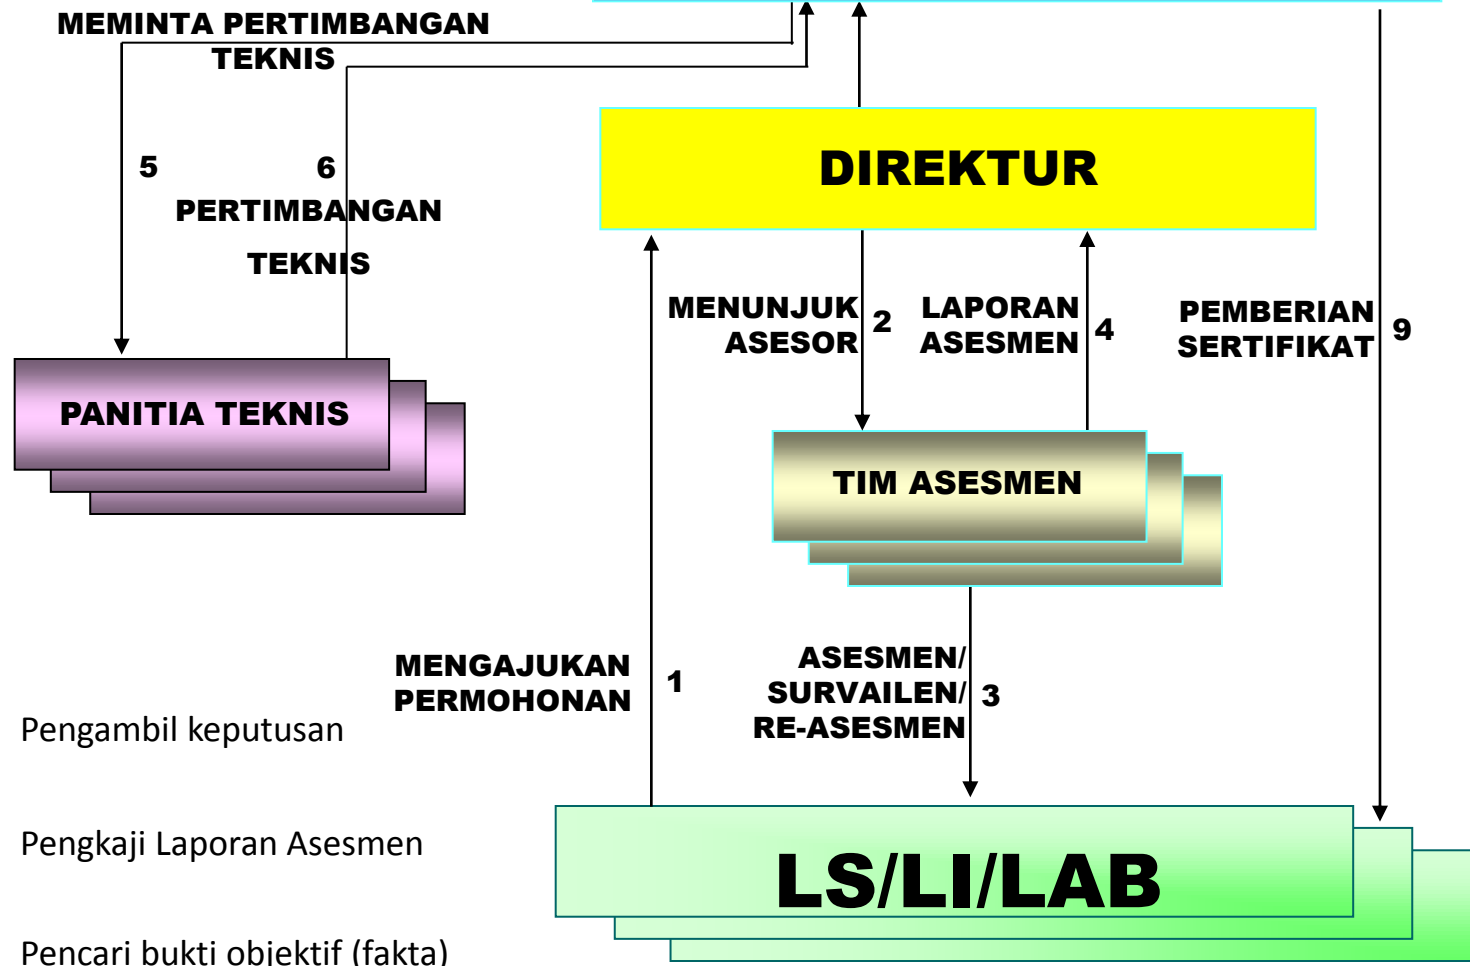 MEMINTA PERTIMBANGAN
TEKNIS
5
6
PERTIMBANGAN
TEKNIS
DIREKTUR
MENUNJUK
ASESOR
2
LAPORAN
ASESMEN
4
PEMBERIAN
SERTIFIKAT
9
PANITIA TEKNIS
TIM ASESMEN
MENGAJUKAN
PERMOHONAN
1
ASESMEN/
SURVAILEN/
RE-ASESMEN
3
Pengambil keputusan
Pengkaji Laporan Asesmen
Pencari bukti objektif (fakta)
LS/LI/LAB